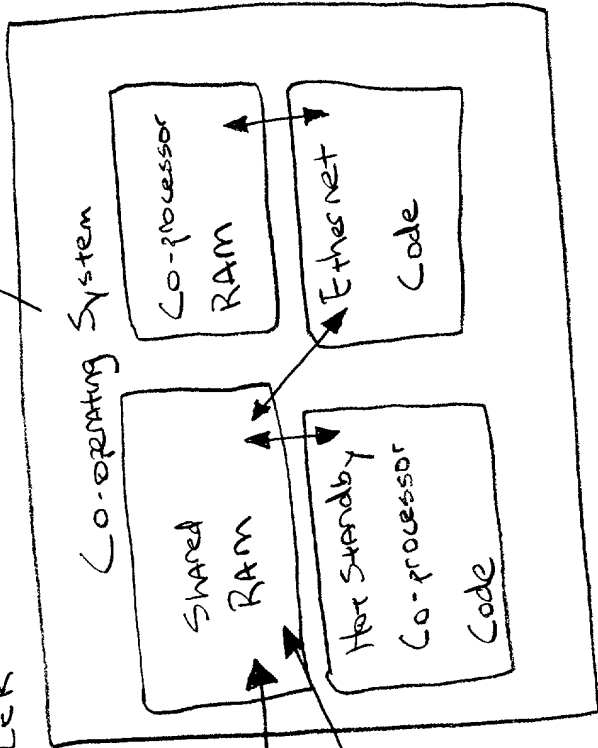 Co-operating System
Shared
RAM
Co-processor
RAM
Hot Standby
Co-processor
Code
Ethernet
Code